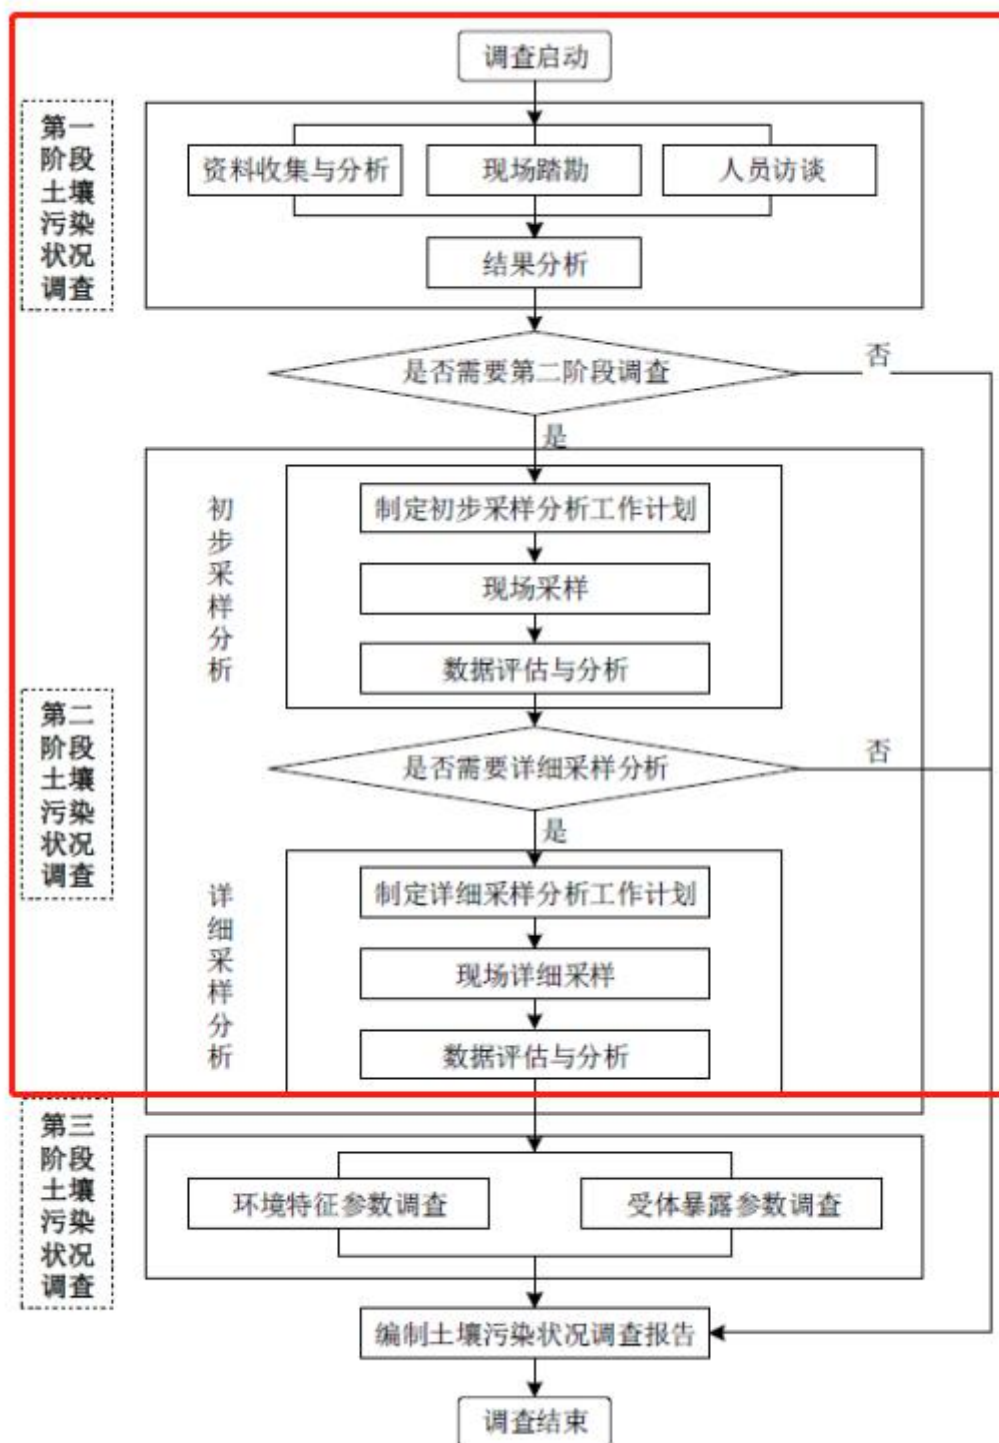 调查启动
第一
阶段
土壤
污染
状况
调查
资料收集与分析
现场踏勘
人员访谈
结果分析
是否需要第二阶段调查
否
是
初
步
采
样
分
析
制定初步采样分析工作计划
现场采样
数据评估与分析
第二
阶段
土壤
污染
状况
调查
是否需要详细采样分析
否
是
详
细
采
样
分
析
制定详细采样分析工作计划
现场详细采样
数据评估与分析
第三
阶段
土壤
污染
状况
调查
环境特征参数调查
受体暴露参数调查
编制土壤污染状况调查报告
调查结束